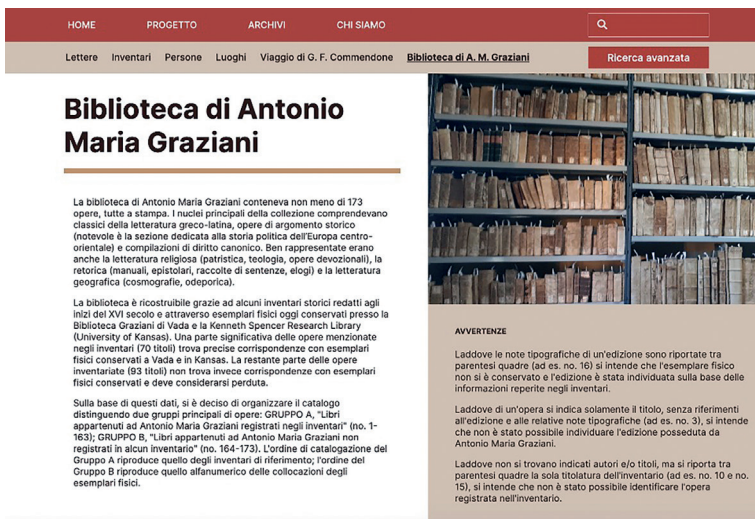 HOME PROGETTO ARCHIVI CHI SIAMO
Lettere Inventari Persone Luoghi Viaggio di G. F. Commendone Biblioteca di A. M. Graziani Ricerca avanzata
Biblioteca di Antonio
Maria Graziani
La biblioteca di Antonio Maria Graziani conteneva non meno di 173
opere, tutte a stampa. I nuclei principali della collezione comprendevano
classici della letteratura greco-latina, opere di argomento storico
(notevole è la sezione dedicata alla storia politica dell'Europa centro-
orientale) e compilazioni di diritto canonico. Ben rappresentate erano
anche la letteratura religiosa (patristica, teologia, opere devozionali), la
retorica (manuali, epistolari, raccolte di sentenze, elogi) e la letteratura
geografica (cosmografie, odeporica).
La biblioteca è ricostruibile grazie ad alcuni inventari storici redatti agli
inizi del XVI secolo e attraverso esemplari fisici oggi conservati presso la
Biblioteca Graziani di Vada e la Kenneth Spencer Research Library
(University of Kansas). Una parte significativa delle opere menzionate
negli inventari (70 titoli) trova precise corrispondenze con esemplari
fisici conservati a Vada e in Kansas. La restante parte delle opere
inventariate (93 titoli) non trova invece corrispondenze con esemplari
fisici conservati e deve considerarsi perduta.
Sulla base di questi dati, si è deciso di organizzare il catalogo
distinguendo due gruppi principali di opere: GRUPPO A, "Libri
appartenuti ad Antonio Maria Graziani registrati negli inventari" (no. 1-
163); GRUPPO B, "Libri appartenuti ad Antonio Maria Graziani non
registrati in alcun inventario" (no. 164-173). L'ordine di catalogazione del
Gruppo A riproduce quello degli inventari di riferimento; l'ordine del
Gruppo B riproduce quello alfanumerico delle collocazioni degli
esemplari fisici.
AVVERTENZE
Laddove le note tipografiche di un'edizione sono riportate tra
parentesi quadre (ad es. no. 16) si intende che l'esemplare fisico
non si è conservato e l'edizione è stata individuata sulla base delle
informazioni reperite negli inventari.
Laddove di un'opera si indica solamente il titolo, senza riferimenti
all'edizione e alle relative note tipografiche (ad es. no. 3), si intende
che non è stato possibile individuare l'edizione posseduta da
Antonio Maria Graziani.
Laddove non si trovano indicati autori e/o titoli, ma si riporta tra
parentesi quadre la sola titolatura dell'inventario (ad es. no. 10 e no.
15), si intende che non è stato possibile identificare l'opera
registrata nell'inventario.